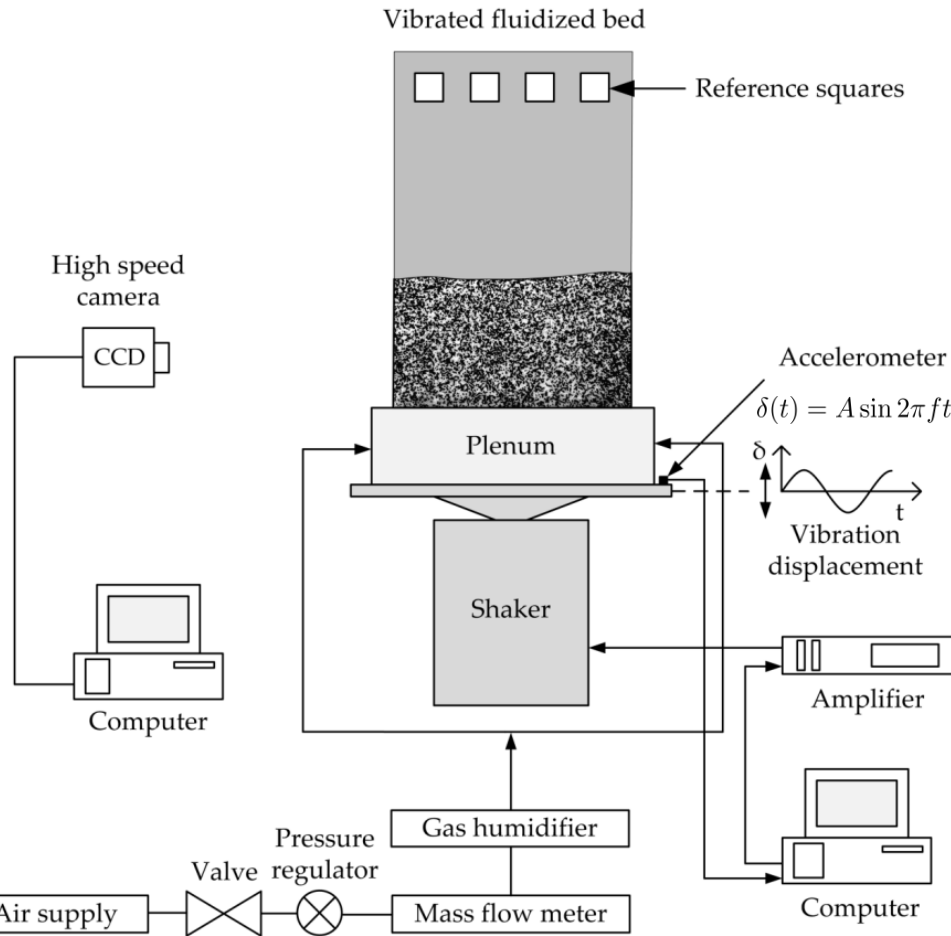 Vibrated fluidized bed
Reference squares
High speed
camera
CCD
Accelerometer
δ(t) = A sin 2πft
Plenum
δ
t
Vibration
displacement
Shaker
Computer
Amplifier
Gas humidifier
Pressure
regulator
Valve
Air supply
Mass flow meter
Computer